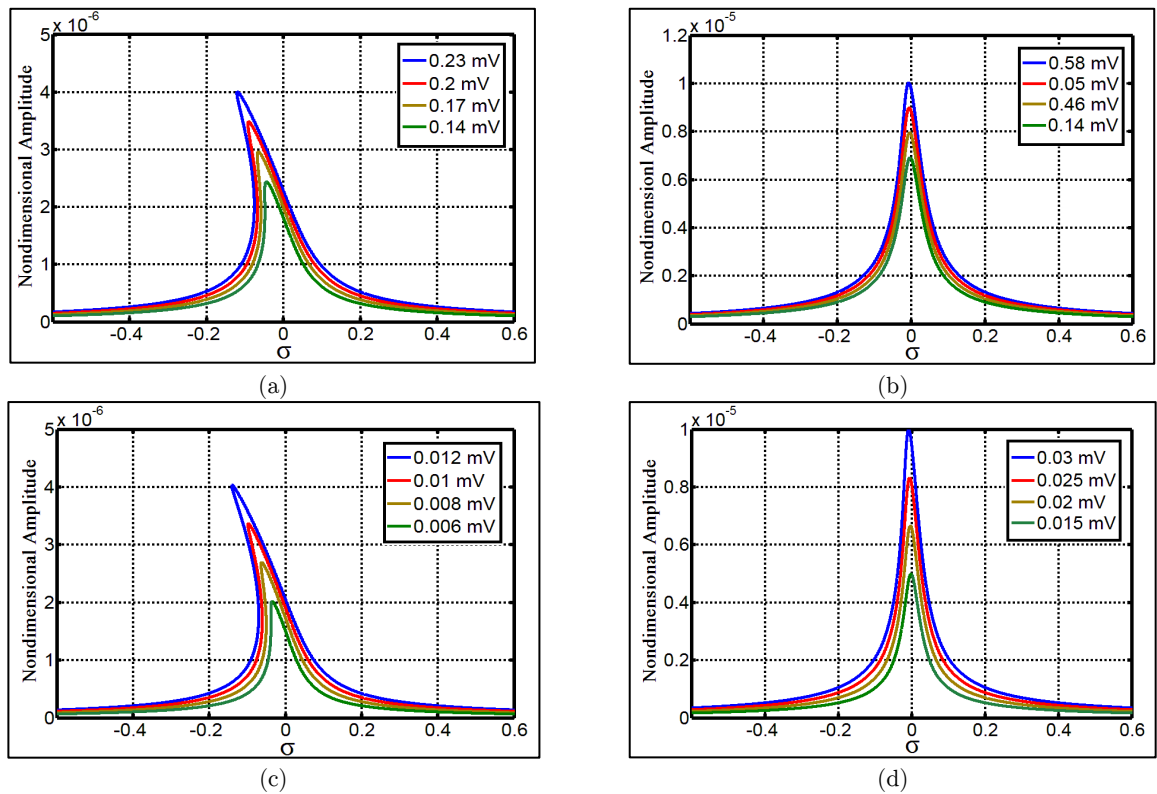 5 x 10⁻⁶
4
3
2
1
0
Nondimensional Amplitude
0.23 mV
0.2 mV
0.17 mV
0.14 mV
-0.4 -0.2 0 0.2 0.4 0.6
σ
(a)
1.2 x 10⁻⁵
1.0
0.8
0.6
0.4
0.2
0
Nondimensional Amplitude
0.58 mV
0.05 mV
0.46 mV
0.14 mV
-0.4 -0.2 0 0.2 0.4 0.6
σ
(b)
5 x 10⁻⁶
4
3
2
1
0
Nondimensional Amplitude
0.012 mV
0.01 mV
0.008 mV
0.006 mV
-0.4 -0.2 0 0.2 0.4 0.6
σ
(c)
1 x 10⁻⁵
0.8
0.6
0.4
0.2
0
Nondimensional Amplitude
0.03 mV
0.025 mV
0.02 mV
0.015 mV
-0.4 -0.2 0 0.2 0.4 0.6
σ
(d)